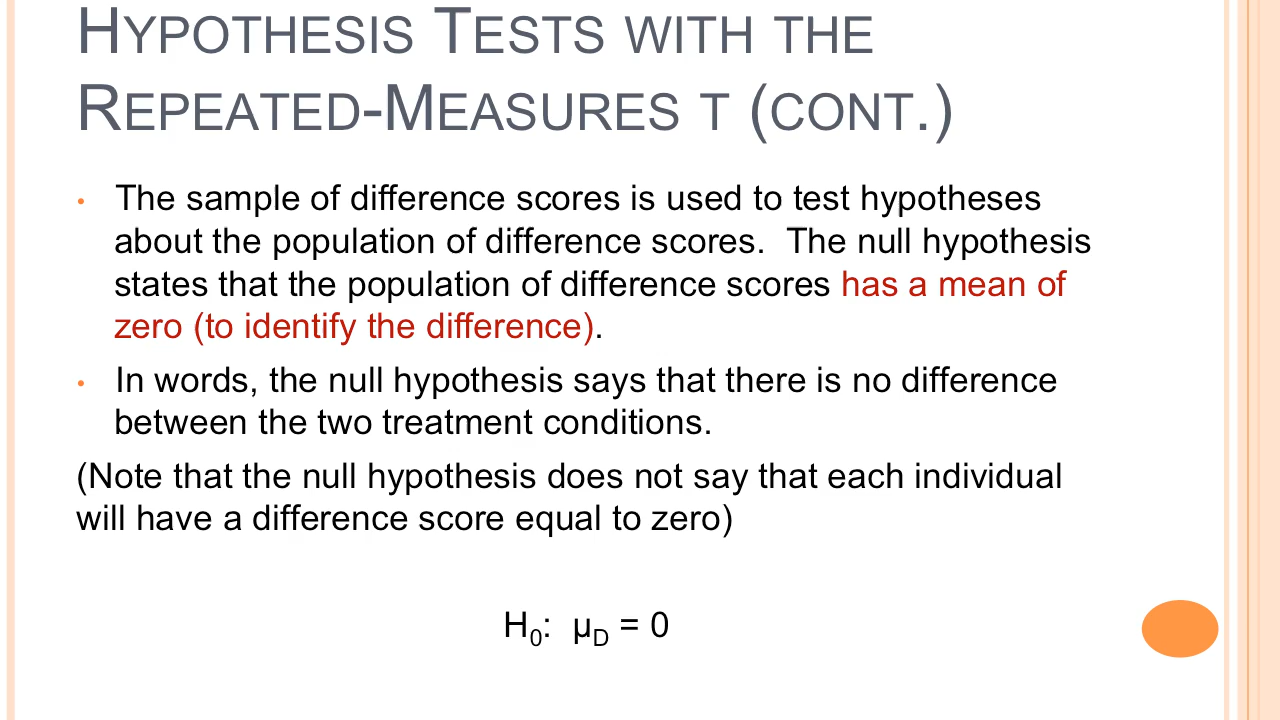 HYPOTHESIS TESTS WITH THE
REPEATED-MEASURES T (CONT.)
• The sample of difference scores is used to test hypotheses
about the population of difference scores.  The null hypothesis
states that the population of difference scores has a mean of
zero (to identify the difference).
• In words, the null hypothesis says that there is no difference
between the two treatment conditions.
(Note that the null hypothesis does not say that each individual
will have a difference score equal to zero)
H₀:  μ_D = 0